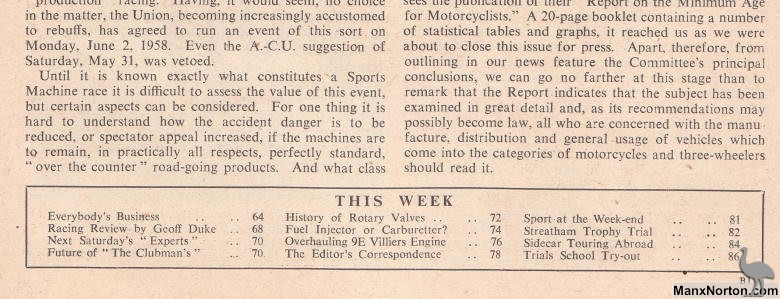 "production" racing. Having, it would seem, no choice
in the matter, the Union, becoming increasingly accustomed
to rebuffs, has agreed to run an event of this sort on
Monday, June 2, 1958. Even the A.-C.U. suggestion of
Saturday, May 31, was vetoed.
Until it is known exactly what constitutes a Sports
Machine race it is difficult to assess the value of this event,
but certain aspects can be considered. For one thing it is
hard to understand how the accident danger is to be
reduced, or spectator appeal increased, if the machines are
to remain, in practically all respects, perfectly standard,
"over the counter" road-going products. And what class
sees the publication of their "Report on the Minimum Age
for Motorcyclists." A 20-page booklet containing a number
of statistical tables and graphs, it reached us as we were
about to close this issue for press. Apart, therefore, from
outlining in our news feature the Committee's principal
conclusions, we can go no farther at this stage than to
remark that the Report indicates that the subject has been
examined in great detail and, as its recommendations may
possibly become law, all who are concerned with the manu-
facture, distribution and general usage of vehicles which
come into the categories of motorcycles and three-wheelers
should read it.
THIS WEEK
Everybody's Business .. .. 64
Racing Review by Geoff Duke .. 68
Next Saturday's "Experts" .. 70
Future of "The Clubman's" .. 70
History of Rotary Valves .. .. 72
Fuel Injector or Carburetter? .. 74
Overhauling 9E Villiers Engine .. 76
The Editor's Correspondence .. 78
Sport at the Week-end .. .. 81
Streatham Trophy Trial .. .. 82
Sidecar Touring Abroad .. .. 84
Trials School Try-out .. .. 86
B1
ManxNorton.com